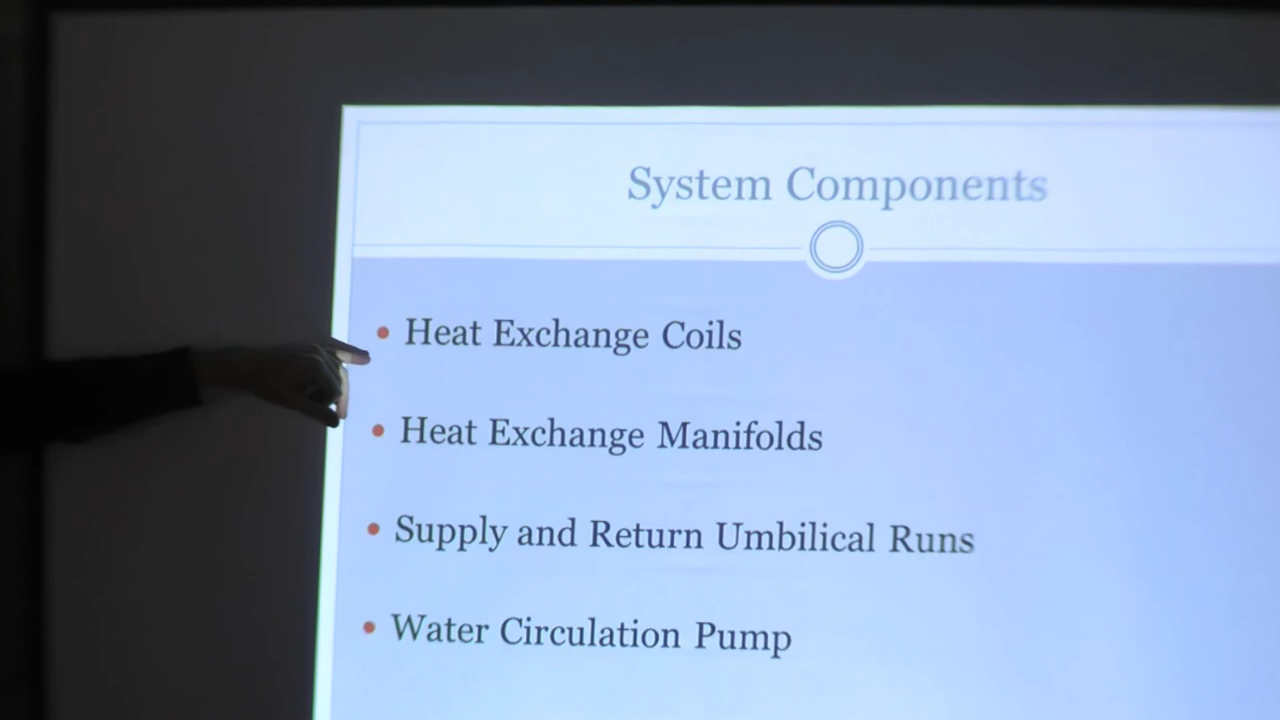 System Components
• Heat Exchange Coils
• Heat Exchange Manifolds
• Supply and Return Umbilical Runs
• Water Circulation Pump